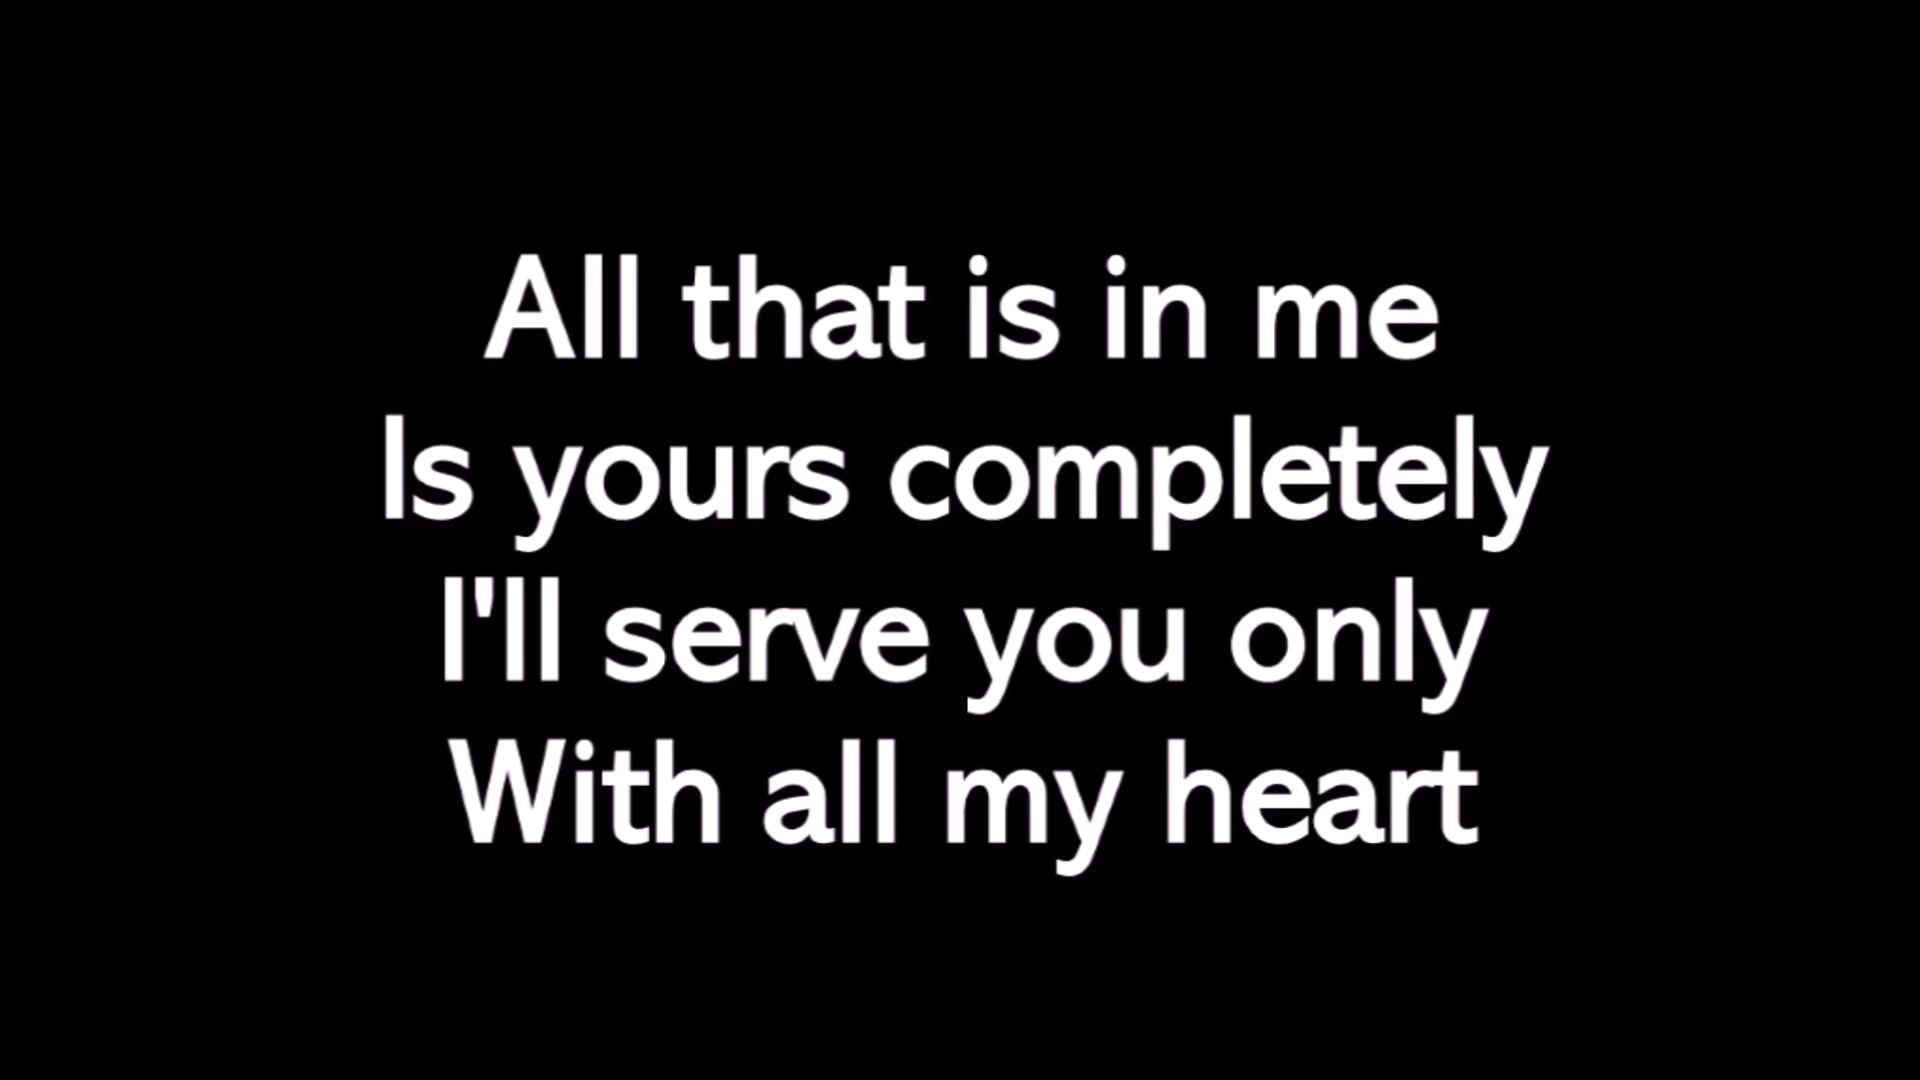 All that is in me
Is yours completely
I'll serve you only
With all my heart